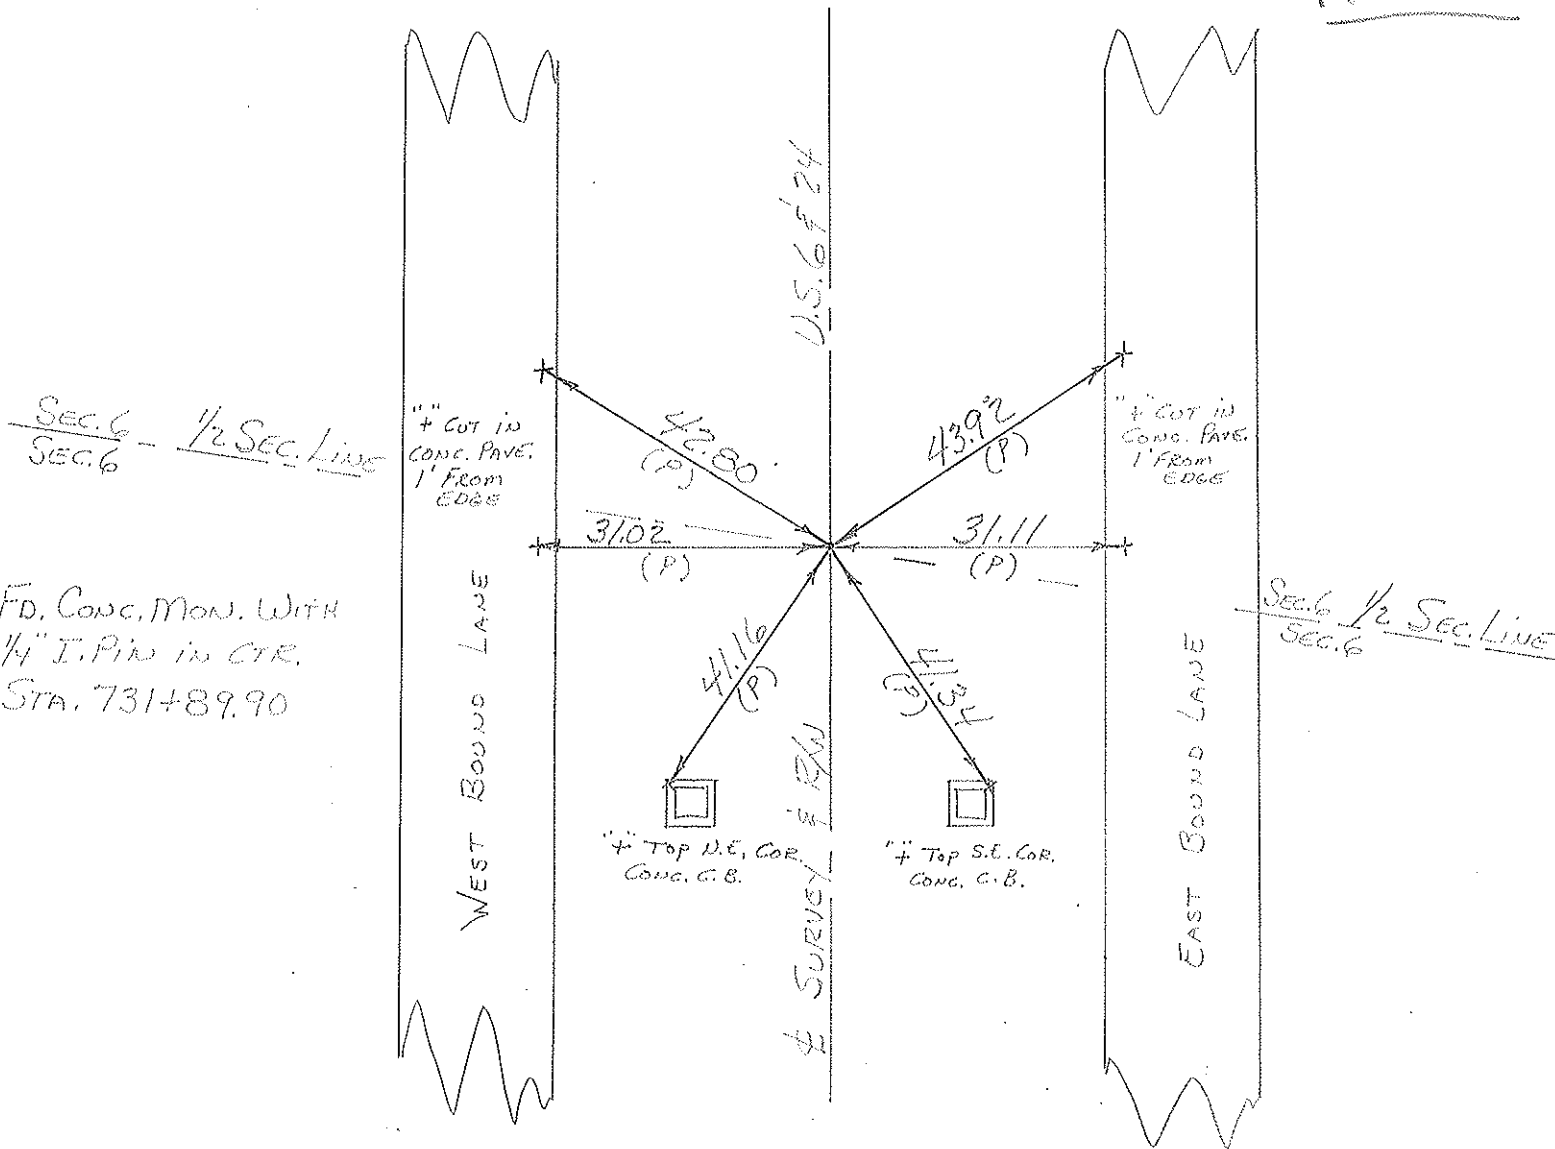 U.S. 6 & 24
SEC. 6
SEC. 6
- 1/2 SEC. LINE
"+" CUT IN
CONC. PAVE.
1' FROM
EDGE
42.80
(P)
43.92
(P)
"+" CUT IN
CONC. PAVE.
1' FROM
EDGE
31.02
(P)
31.11
(P)
FD. CONC. MON. WITH
1/4" I. PIN IN CTR.
STA. 731+89.90
WEST BOUND LANE
41.16
(P)
41.34
(P)
EAST BOUND LANE
SEC. 6
SEC. 6
1/2 SEC. LINE
"+" TOP N.E. COR.
CONC. C.B.
"+" TOP S.E. COR.
CONC. C.B.
℄ SURVEY & R/W